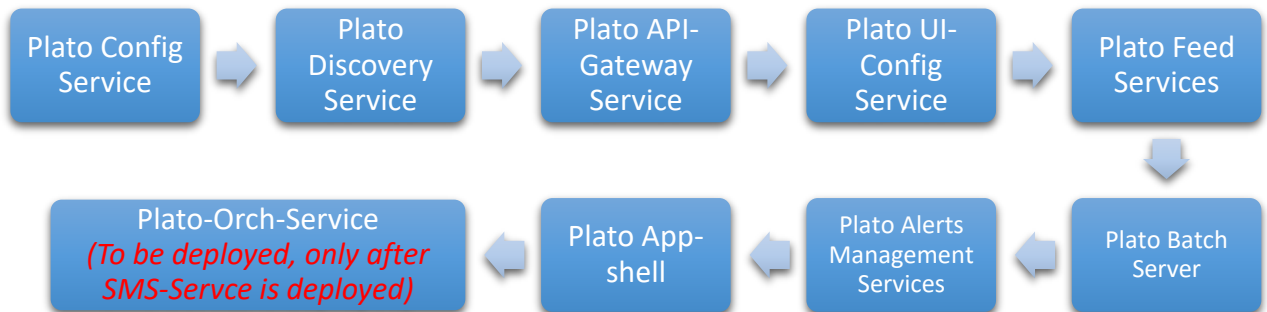 Plato Config
Service
Plato
Discovery
Service
Plato API-
Gateway
Service
Plato UI-
Config
Service
Plato Feed
Services
Plato Batch
Server
Plato Alerts
Management
Services
Plato App-
shell
Plato-Orch-Service
(To be deployed, only after
SMS-Servce is deployed)